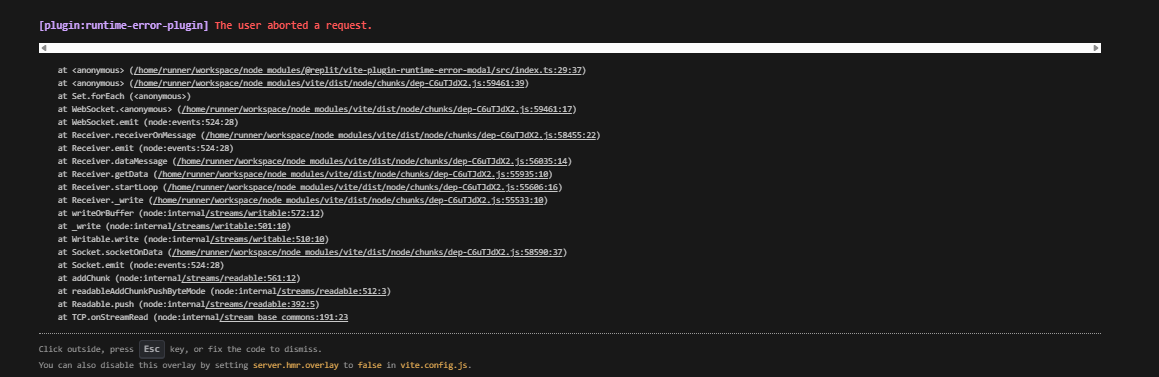 [plugin:runtime-error-plugin] The user aborted a request.
at <anonymous> (/home/runner/workspace/node_modules/@replit/vite-plugin-runtime-error-modal/src/index.ts:29:37)
at <anonymous> (/home/runner/workspace/node_modules/vite/dist/node/chunks/dep-C6uTJdX2.js:59461:39)
at Set.forEach (<anonymous>)
at WebSocket.<anonymous> (/home/runner/workspace/node_modules/vite/dist/node/chunks/dep-C6uTJdX2.js:59461:17)
at WebSocket.emit (node:events:524:28)
at Receiver.receiverOnMessage (/home/runner/workspace/node_modules/vite/dist/node/chunks/dep-C6uTJdX2.js:58455:22)
at Receiver.emit (node:events:524:28)
at Receiver.dataMessage (/home/runner/workspace/node_modules/vite/dist/node/chunks/dep-C6uTJdX2.js:56035:14)
at Receiver.getData (/home/runner/workspace/node_modules/vite/dist/node/chunks/dep-C6uTJdX2.js:55935:10)
at Receiver.startLoop (/home/runner/workspace/node_modules/vite/dist/node/chunks/dep-C6uTJdX2.js:55606:16)
at Receiver._write (/home/runner/workspace/node_modules/vite/dist/node/chunks/dep-C6uTJdX2.js:55533:10)
at writeOrBuffer (node:internal/streams/writable:572:12)
at _write (node:internal/streams/writable:501:10)
at Writable.write (node:internal/streams/writable:510:10)
at Socket.socketOnData (/home/runner/workspace/node_modules/vite/dist/node/chunks/dep-C6uTJdX2.js:58590:37)
at Socket.emit (node:events:524:28)
at addChunk (node:internal/streams/readable:561:12)
at readableAddChunkPushByteMode (node:internal/streams/readable:512:3)
at Readable.push (node:internal/streams/readable:392:5)
at TCP.onStreamRead (node:internal/stream_base_commons:191:23
Click outside, press Esc key, or fix the code to dismiss.
You can also disable this overlay by setting server.hmr.overlay to false in vite.config.js.